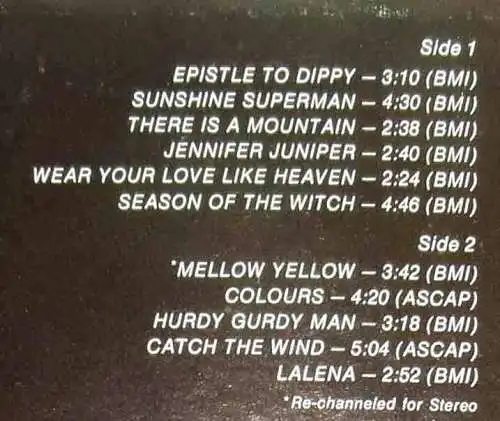 Side 1
EPISTLE TO DIPPY – 3:10 (BMI)
SUNSHINE SUPERMAN – 4:30 (BMI)
THERE IS A MOUNTAIN – 2:38 (BMI)
JENNIFER JUNIPER – 2:40 (BMI)
WEAR YOUR LOVE LIKE HEAVEN – 2:24 (BMI)
SEASON OF THE WITCH – 4:46 (BMI)
Side 2
*MELLOW YELLOW – 3:42 (BMI)
COLOURS – 4:20 (ASCAP)
HURDY GURDY MAN – 3:18 (BMI)
CATCH THE WIND – 5:04 (ASCAP)
LALENA – 2:52 (BMI)
*Re-channeled for Stereo